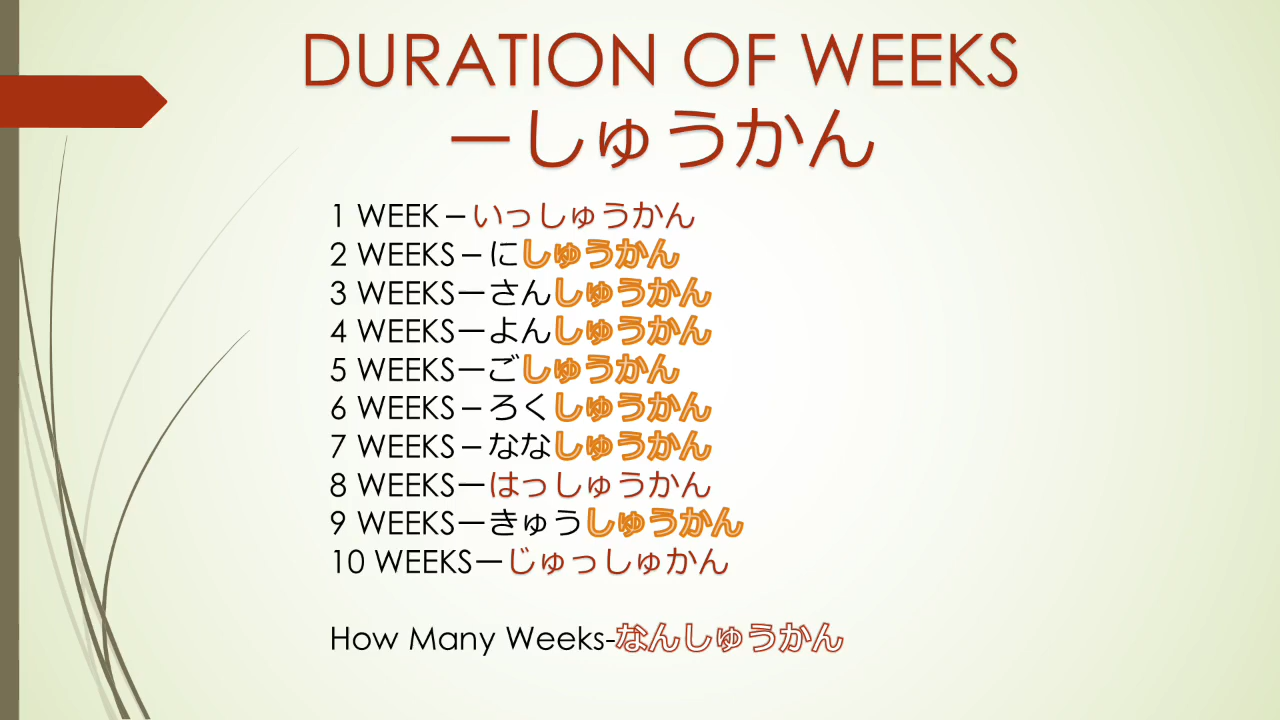 DURATION OF WEEKS
ーしゅうかん
1 WEEK – いっしゅうかん
2 WEEKS – にしゅうかん
3 WEEKSーさんしゅうかん
4 WEEKSーよんしゅうかん
5 WEEKSーごしゅうかん
6 WEEKS – ろくしゅうかん
7 WEEKS – ななしゅうかん
8 WEEKSーはっしゅうかん
9 WEEKSーきゅうしゅうかん
10 WEEKSーじゅっしゅかん
How Many Weeks-なんしゅうかん